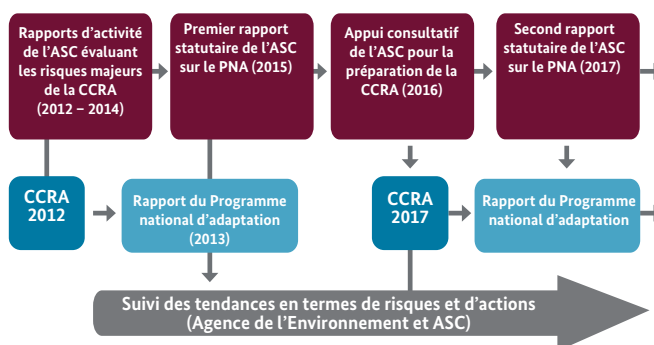 Rapports d'activité
de l'ASC évaluant
les risques majeurs
de la CCRA
(2012 – 2014)
Premier rapport
statutaire de l'ASC
sur le PNA (2015)
Appui consultatif
de l'ASC pour la
préparation de la
CCRA (2016)
Second rapport
statutaire de l'ASC
sur le PNA (2017)
CCRA
2012
Rapport du Programme
national d'adaptation
(2013)
CCRA
2017
Rapport du Programme
national d'adaptation
Suivi des tendances en termes de risques et d'actions
(Agence de l'Environnement et ASC)